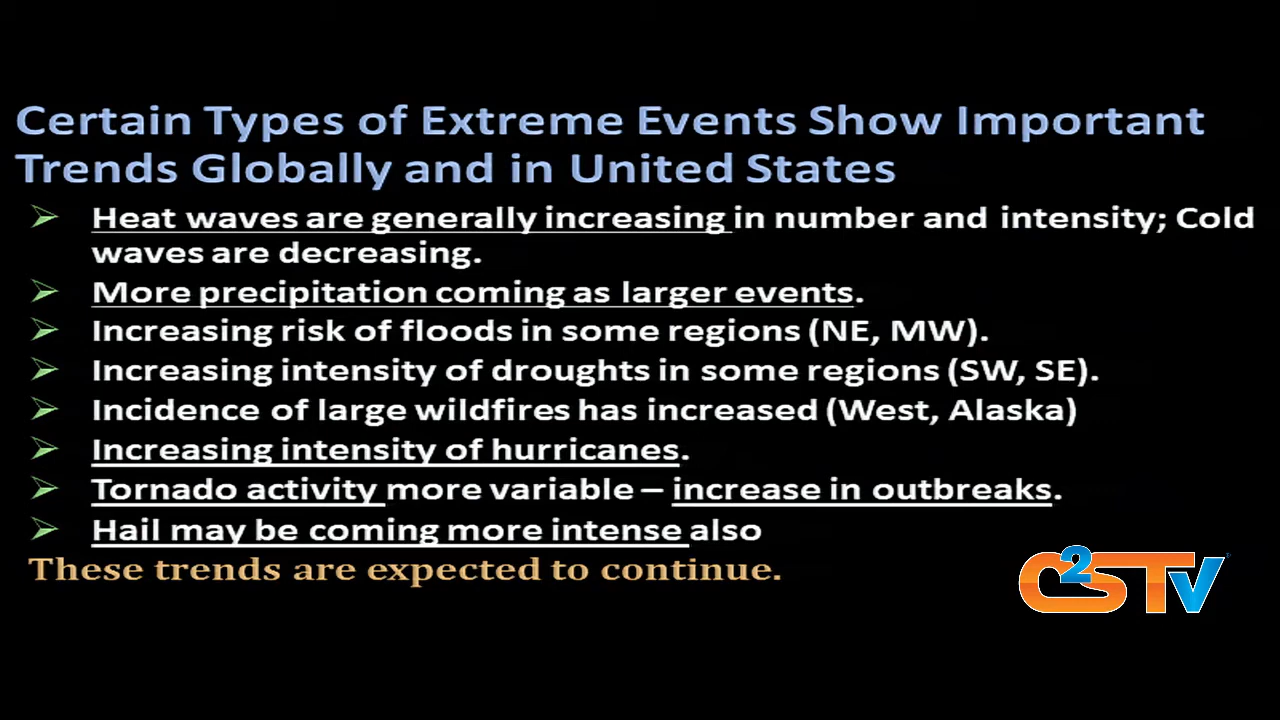 Certain Types of Extreme Events Show Important
Trends Globally and in United States
➢ Heat waves are generally increasing in number and intensity; Cold
waves are decreasing.
➢ More precipitation coming as larger events.
➢ Increasing risk of floods in some regions (NE, MW).
➢ Increasing intensity of droughts in some regions (SW, SE).
➢ Incidence of large wildfires has increased (West, Alaska)
➢ Increasing intensity of hurricanes.
➢ Tornado activity more variable – increase in outbreaks.
➢ Hail may be coming more intense also
These trends are expected to continue.
C2STV